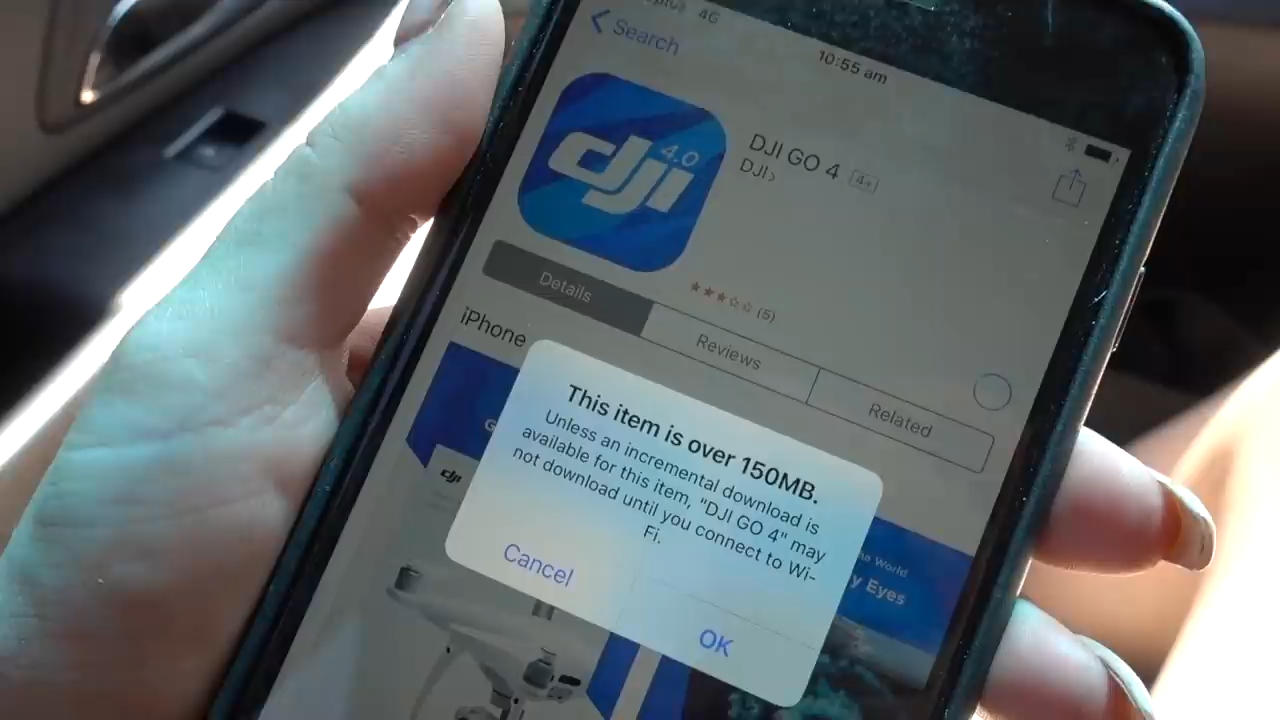 4G
10:55 am
Search
dji 4.0
DJI GO 4 4+
DJI
(5)
Details
Reviews
Related
iPhone
This item is over 150MB.
Unless an incremental download is
available for this item, "DJI GO 4" may
not download until you connect to Wi-
Fi.
Cancel
OK
dji
World
y Eyes